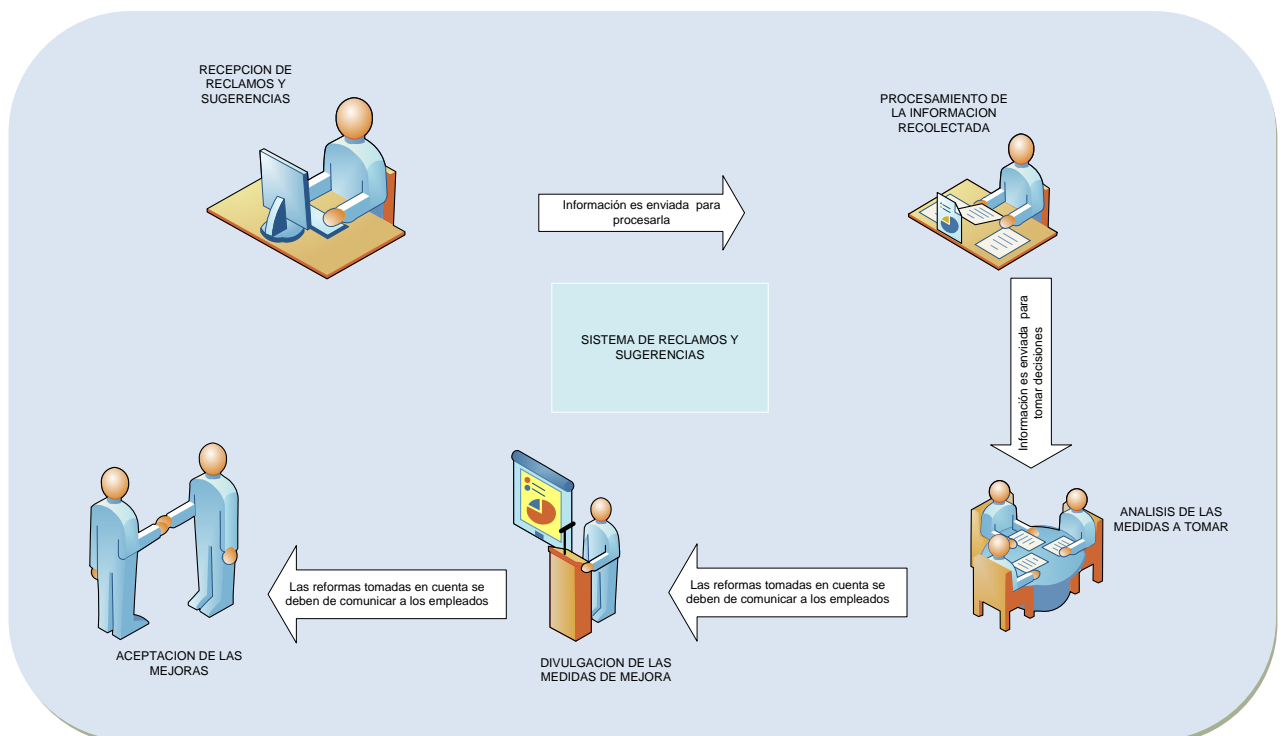 RECEPCION DE
RECLAMOS Y
SUGERENCIAS
PROCESAMIENTO DE
LA INFORMACION
RECOLECTADA
Información es enviada para
procesarla
Información es enviada para
tomar decisiones
SISTEMA DE RECLAMOS Y
SUGERENCIAS
ANALISIS DE LAS
MEDIDAS A TOMAR
Las reformas tomadas en cuenta se
deben de comunicar a los empleados
DIVULGACION DE LAS
MEDIDAS DE MEJORA
Las reformas tomadas en cuenta se
deben de comunicar a los empleados
ACEPTACION DE LAS
MEJORAS